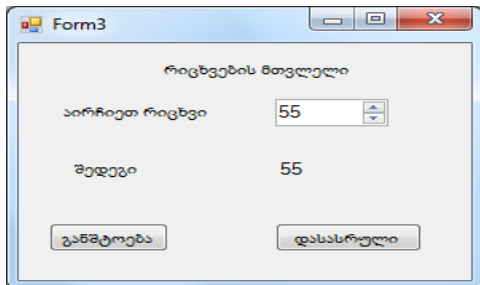 Form3
რიცხვების მთვლელი
აირჩიეთ რიცხვი 55
შედეგი 55
განშტოება დასასრული